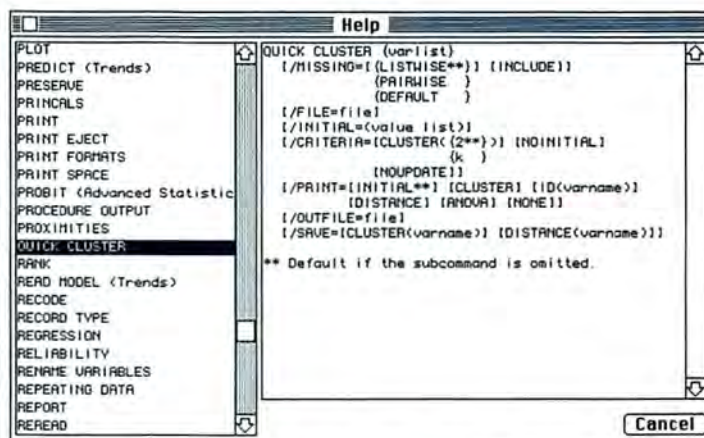 Help
PLOT
PREDICT (Trends)
PRESERVE
PRINCALS
PRINT
PRINT EJECT
PRINT FORMATS
PRINT SPACE
PROBIT (Advanced Statistic
PROCEDURE OUTPUT
PROXIMITIES
QUICK CLUSTER
RANK
READ MODEL (Trends)
RECODE
RECORD TYPE
REGRESSION
RELIABILITY
RENAME VARIABLES
REPEATING DATA
REPORT
REREAD
QUICK CLUSTER {varlist}
[/MISSING=[{LISTWISE**}] [INCLUDE]]
{PAIRWISE }
{DEFAULT }
[/FILE=file]
[/INITIAL=(value list)]
[/CRITERIA=[CLUSTER({2**})] [NOINITIAL]
{k }
[NOUPDATE]]
[/PRINT=[INITIAL**] [CLUSTER] [ID(varname)]
[DISTANCE] [ANOVA] [NONE]]
[/OUTFILE=file]
[/SAVE=[CLUSTER(varname)] [DISTANCE(varname)]]
** Default if the subcommand is omitted.
Cancel